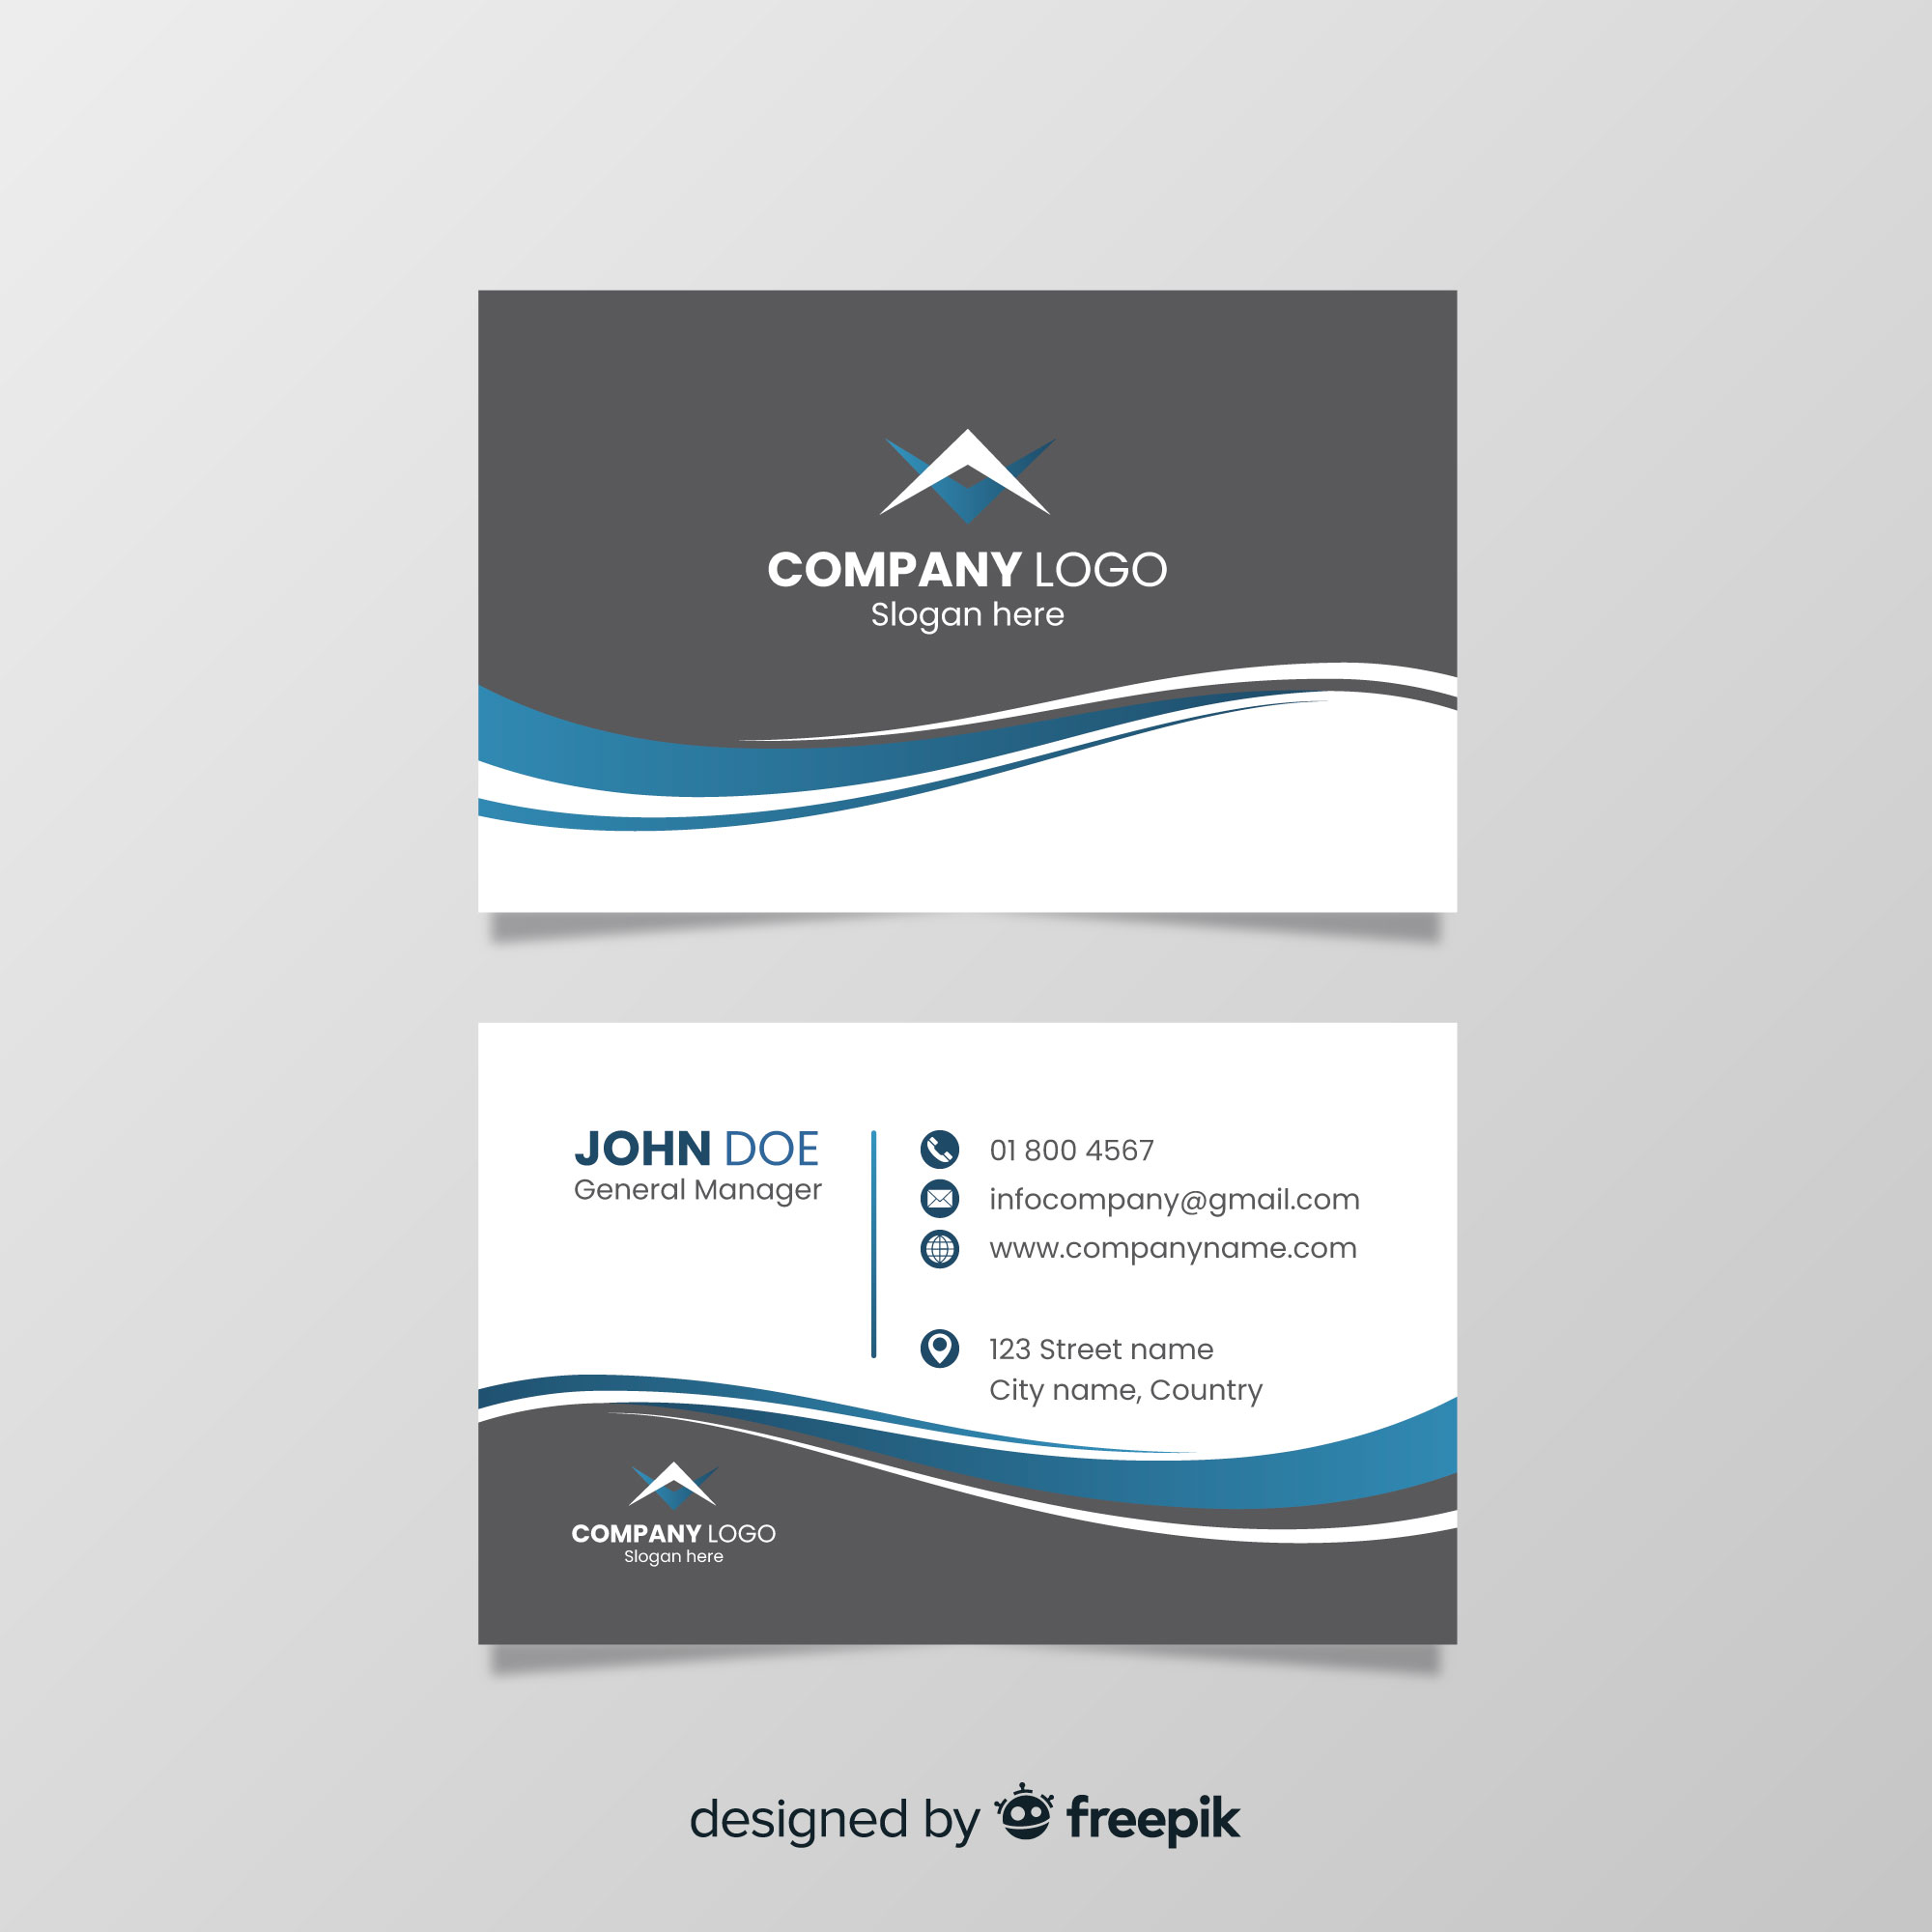 COMPANY LOGO
Slogan here
JOHN DOE
General Manager
01 800 4567
infocompany@gmail.com
www.companyname.com
123 Street name
City name, Country
COMPANY LOGO
Slogan here
designed by freepik